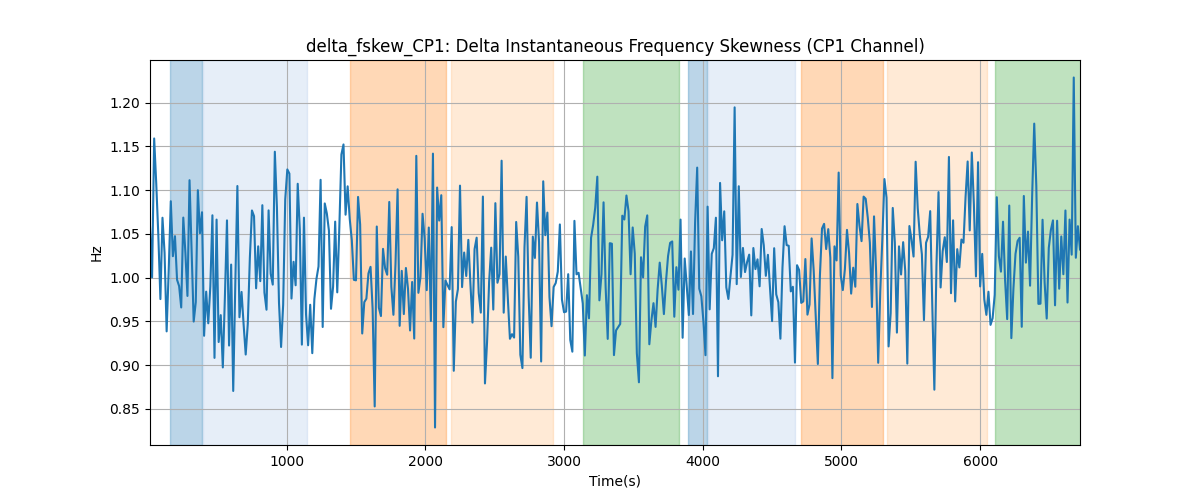 delta_fskew_CP1: Delta Instantaneous Frequency Skewness (CP1 Channel)
1.20
1.15
1.10
1.05
1.00
0.95
0.90
0.85
Hz
1000 2000 3000 4000 5000 6000
Time(s)